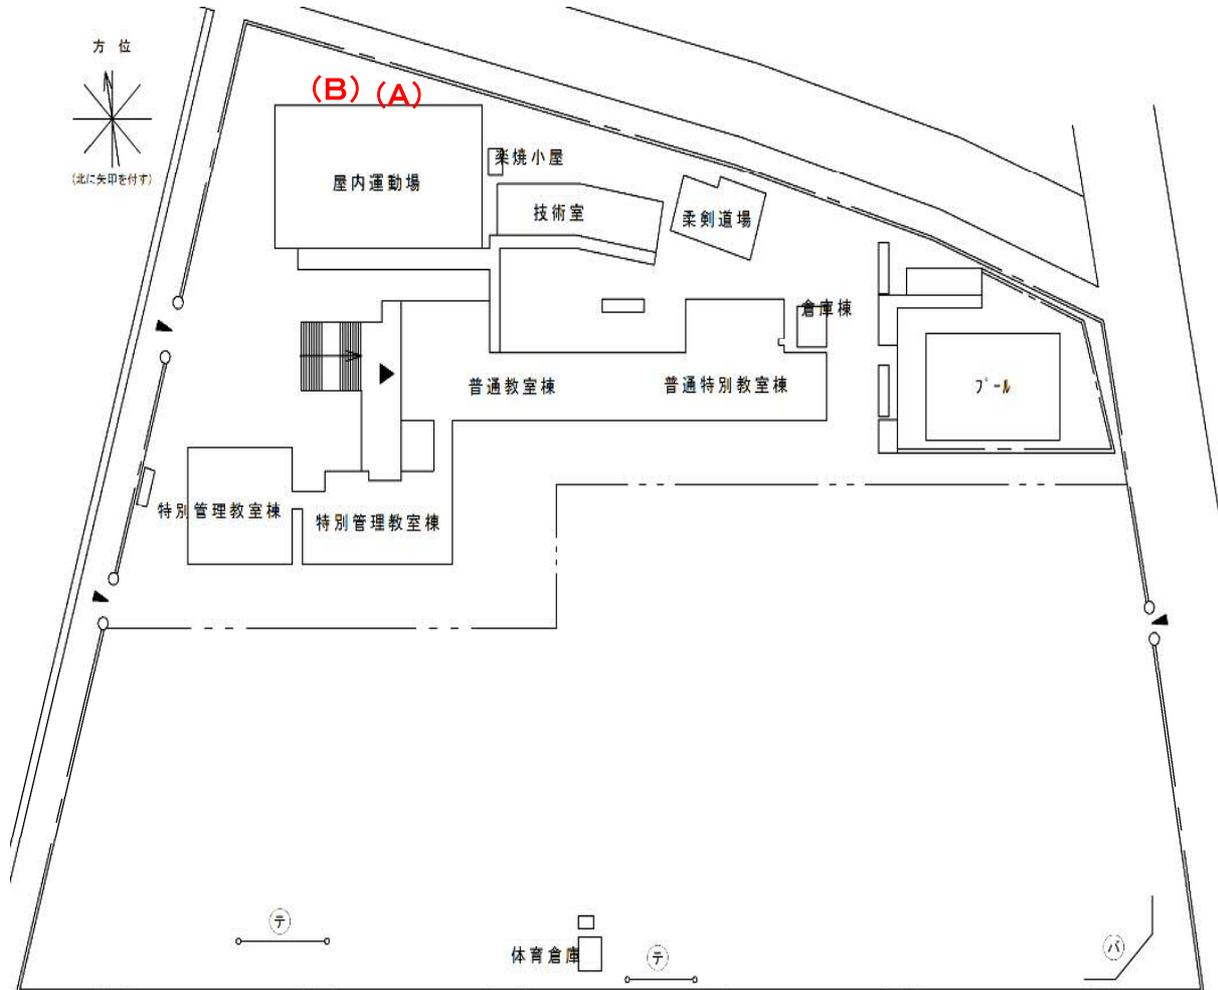 方 位
(北に矢印を付す)
(B) (A)
楽焼小屋
屋内運動場
技術室
柔剣道場
倉庫棟
普通教室棟
普通特別教室棟
プール
特別管理教室棟
特別管理教室棟
テ
バ
体育倉庫
テ